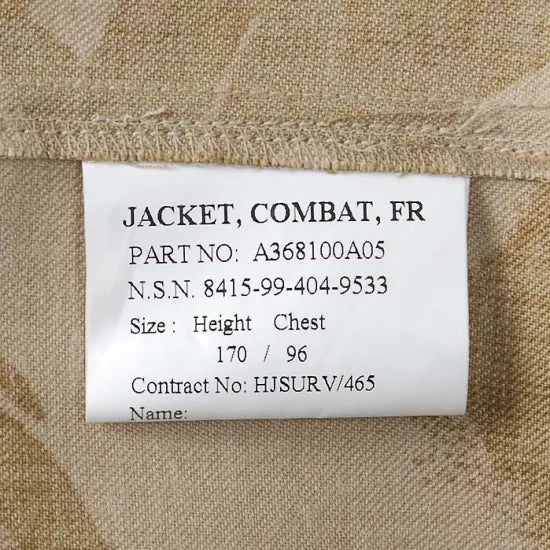 JACKET, COMBAT, FR
PART NO: A368100A05
N.S.N. 8415-99-404-9533
Size : Height Chest
170 / 96
Contract No: HJSURV/465
Name: